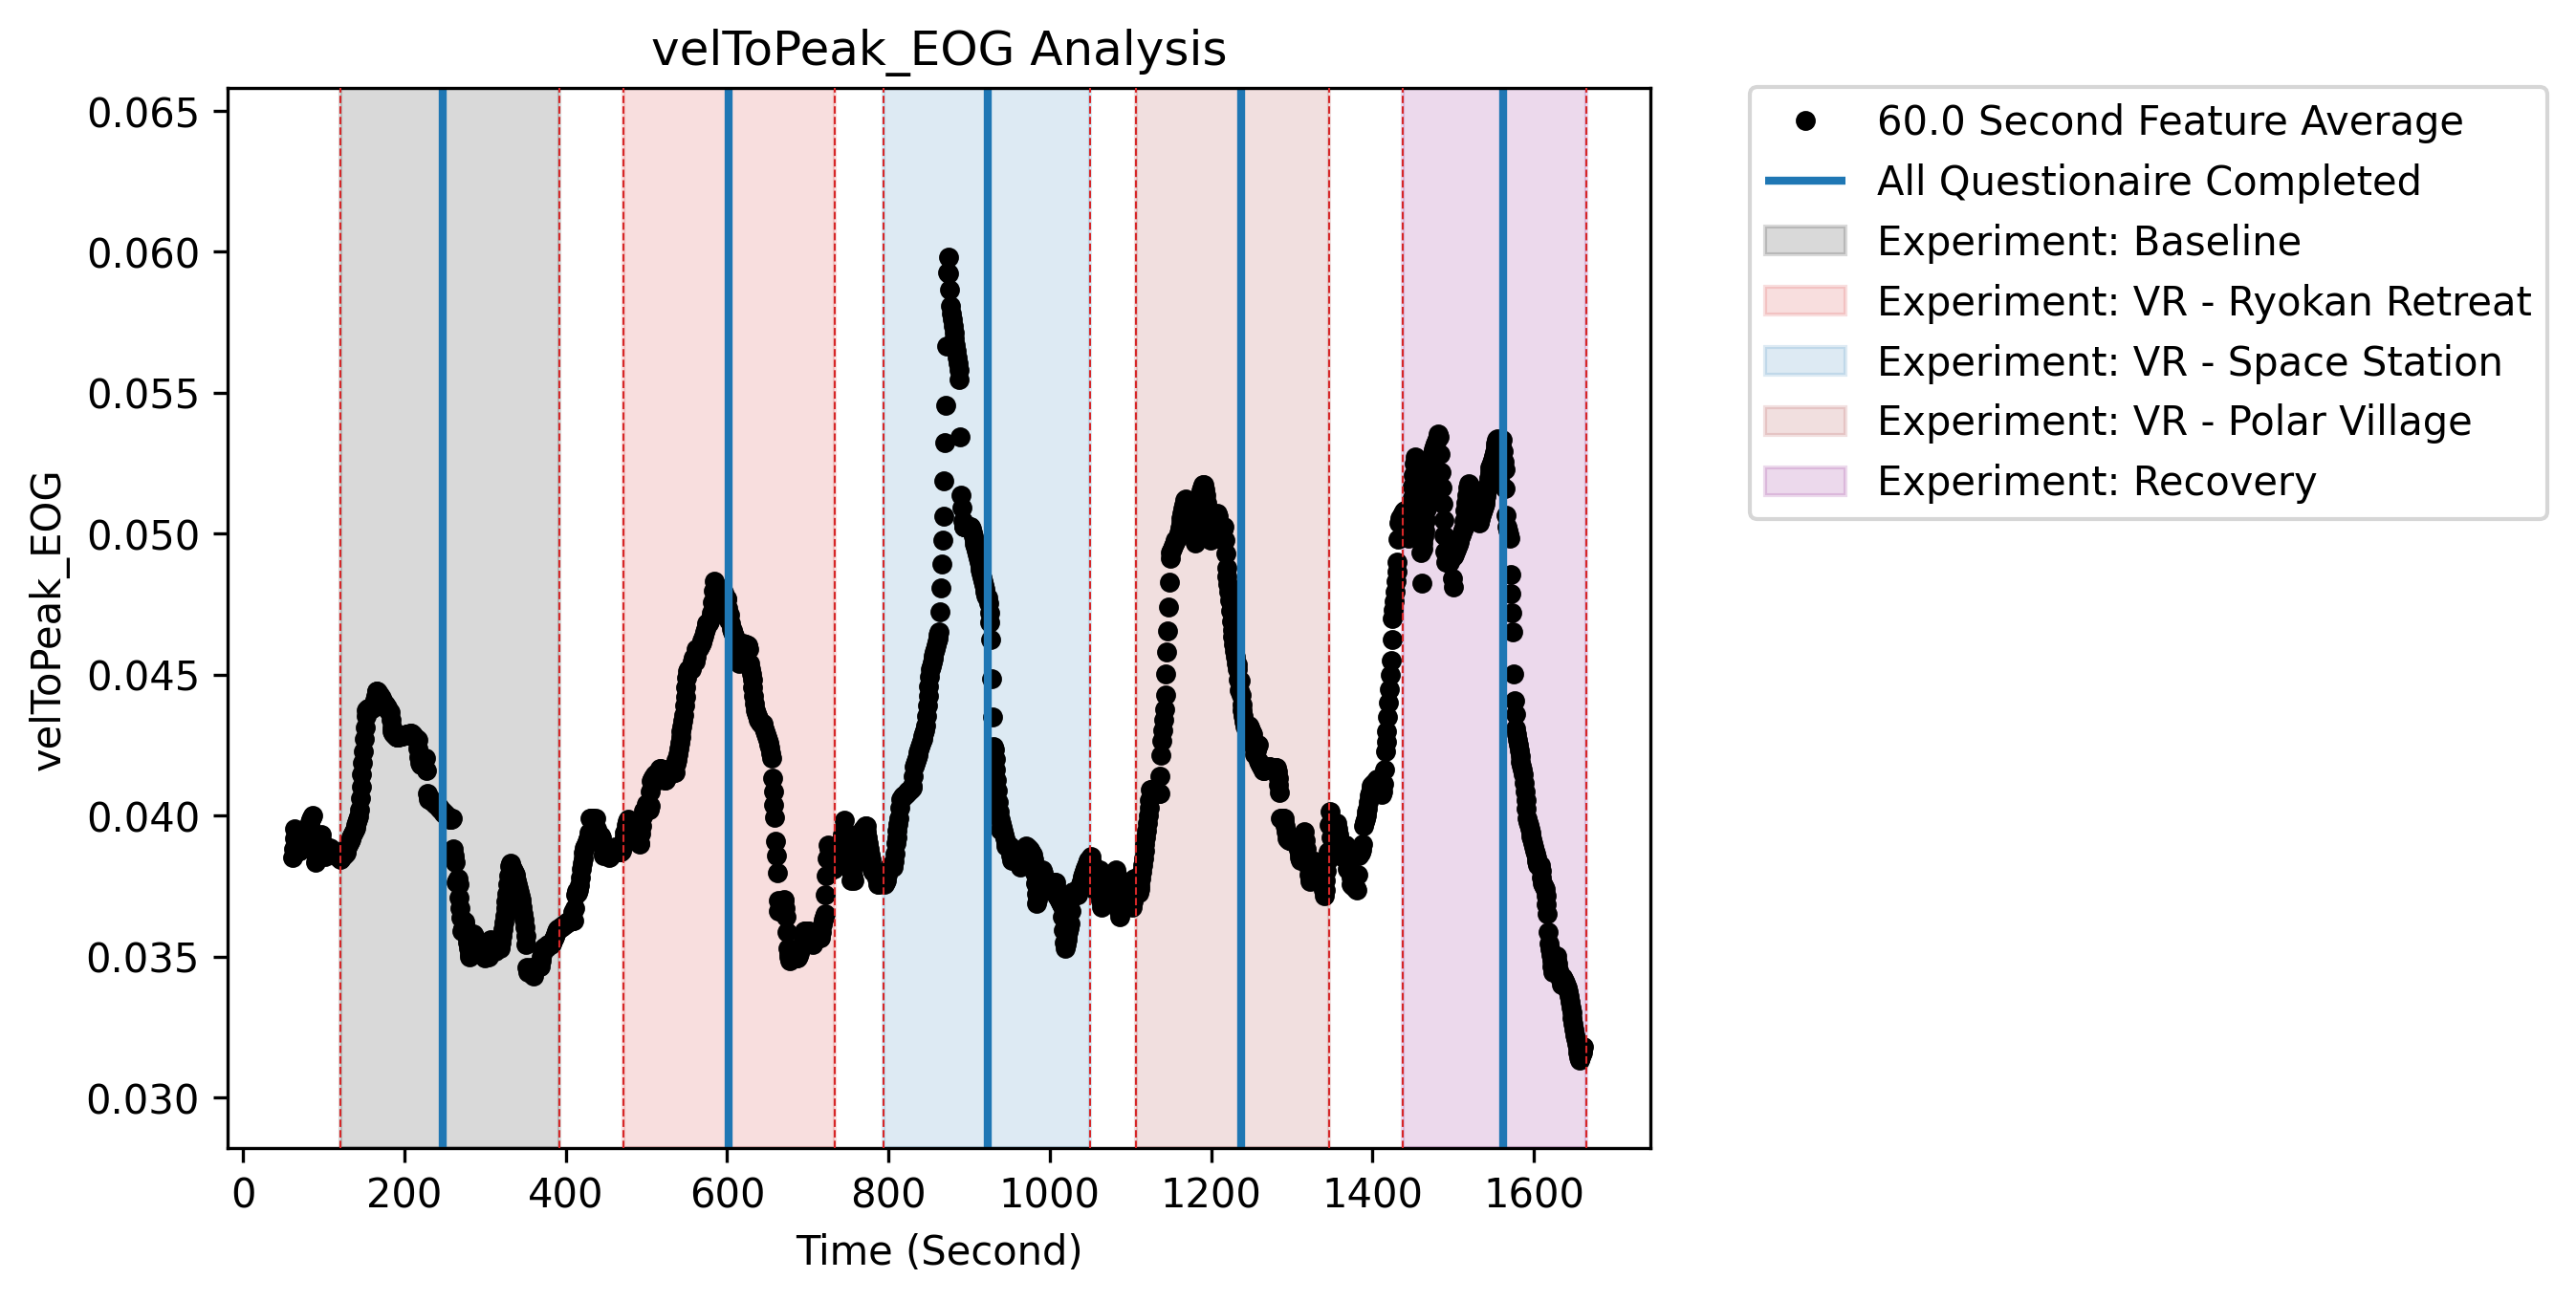 velToPeak_EOG Analysis
velToPeak_EOG
0.065
0.060
0.055
0.050
0.045
0.040
0.035
0.030
0 200 400 600 800 1000 1200 1400 1600
Time (Second)
60.0 Second Feature Average
All Questionaire Completed
Experiment: Baseline
Experiment: VR - Ryokan Retreat
Experiment: VR - Space Station
Experiment: VR - Polar Village
Experiment: Recovery